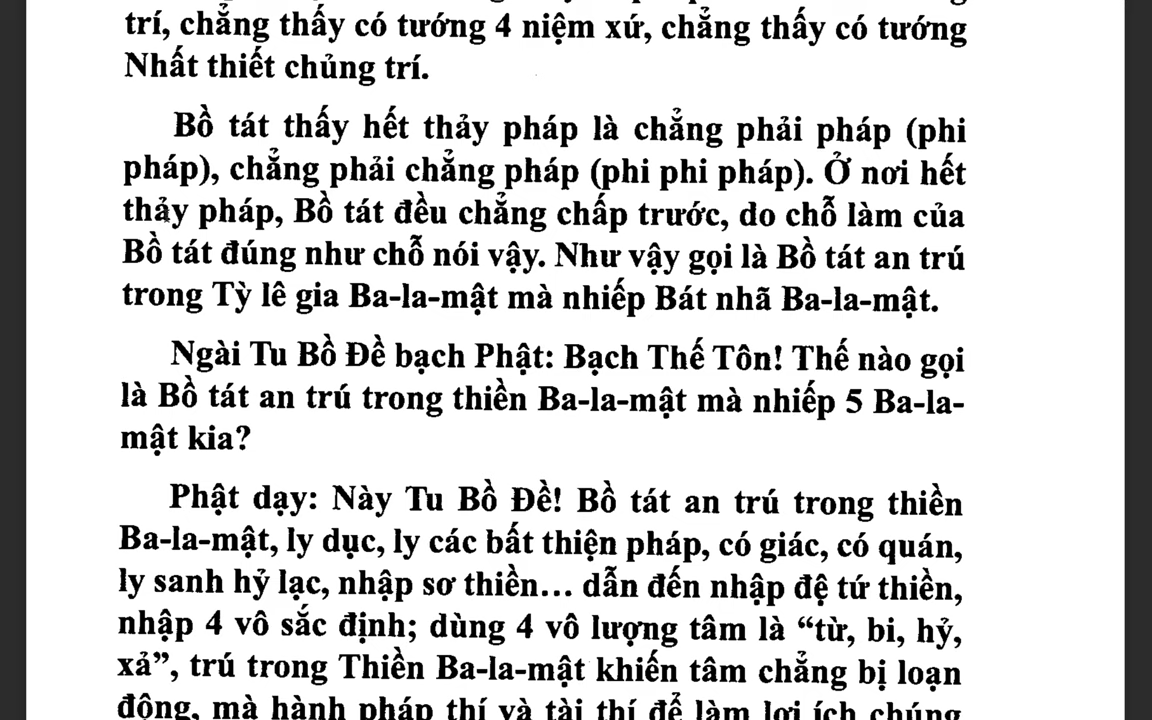 trí, chẳng thấy có tướng 4 niệm xứ, chẳng thấy có tướng
Nhất thiết chủng trí.
Bồ tát thấy hết thảy pháp là chẳng phải pháp (phi
pháp), chẳng phải chẳng pháp (phi phi pháp). Ở nơi hết
thảy pháp, Bồ tát đều chẳng chấp trước, do chỗ làm của
Bồ tát đúng như chỗ nói vậy. Như vậy gọi là Bồ tát an trú
trong Tỳ lê gia Ba-la-mật mà nhiếp Bát nhã Ba-la-mật.
Ngài Tu Bồ Đề bạch Phật: Bạch Thế Tôn! Thế nào gọi
là Bồ tát an trú trong thiền Ba-la-mật mà nhiếp 5 Ba-la-
mật kia?
Phật dạy: Này Tu Bồ Đề! Bồ tát an trú trong thiền
Ba-la-mật, ly dục, ly các bất thiện pháp, có giác, có quán,
ly sanh hỷ lạc, nhập sơ thiền... dẫn đến nhập đệ tứ thiền,
nhập 4 vô sắc định; dùng 4 vô lượng tâm là “từ, bi, hỷ,
xả”, trú trong Thiền Ba-la-mật khiến tâm chẳng bị loạn
động, mà hành pháp thí và tài thí để làm lợi ích chúng